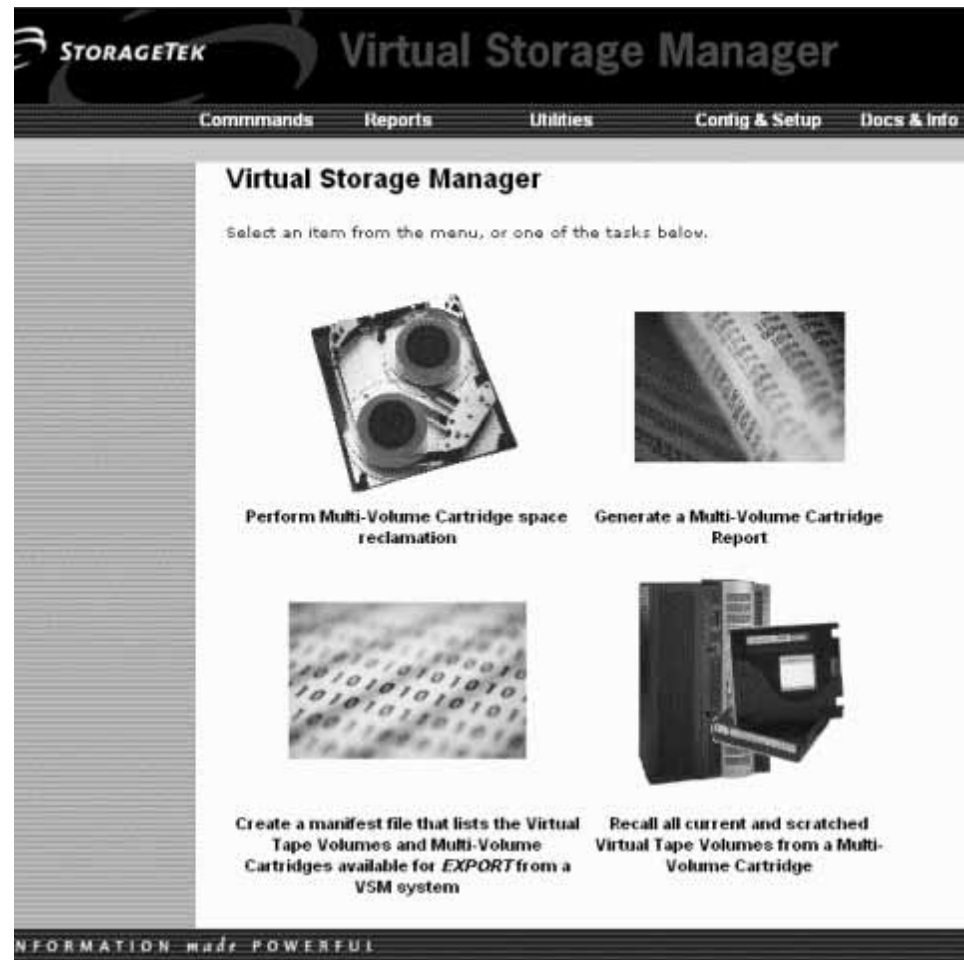 STORAGETEK
Virtual Storage Manager
Commmands Reports Utilities Config & Setup Docs & Info
Virtual Storage Manager
Select an item from the menu, or one of the tasks below.
Perform Multi-Volume Cartridge space
reclamation
Generate a Multi-Volume Cartridge
Report
Create a manifest file that lists the Virtual
Tape Volumes and Multi-Volume
Cartridges available for EXPORT from a
VSM system
Recall all current and scratched
Virtual Tape Volumes from a Multi-
Volume Cartridge
NFORMATION made POWERFUL